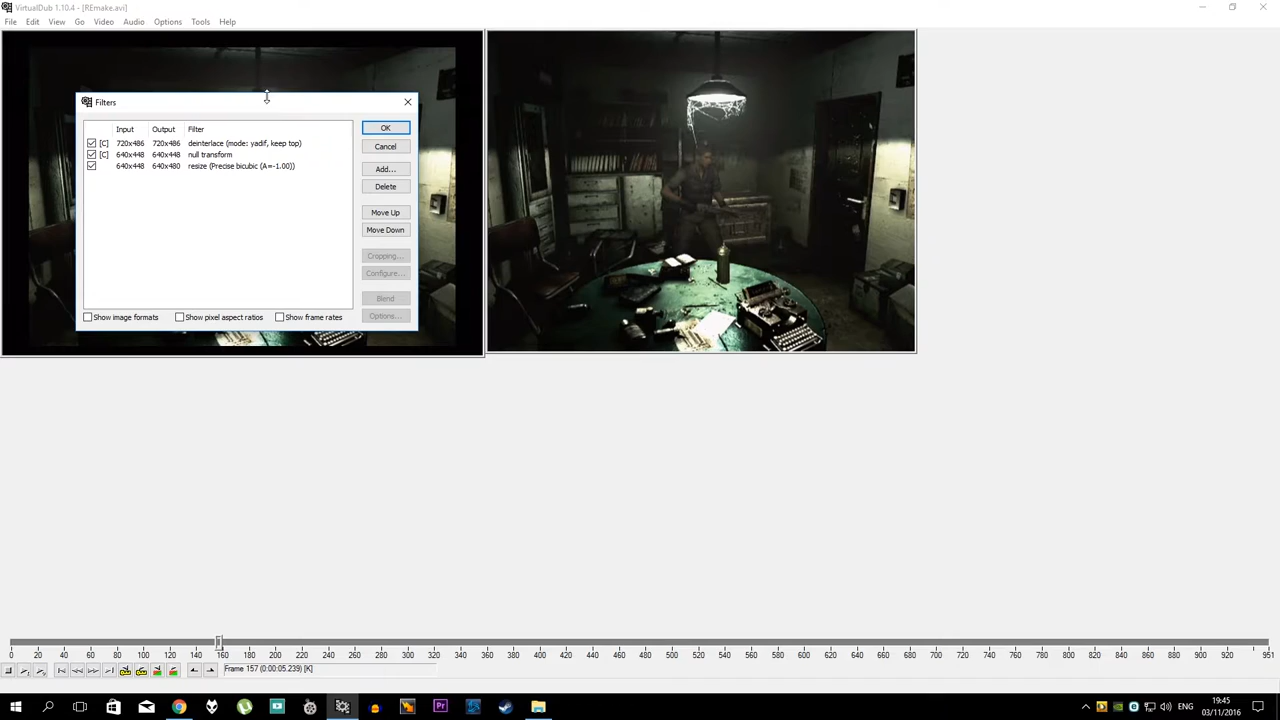 VirtualDub 1.10.4 - [REmake.avi]
File Edit View Go Video Audio Options Tools Help
Filters
Input Output Filter
[C] 720x486 720x486 deinterlace (mode: yadif, keep top)
[C] 640x448 640x448 null transform
640x448 640x480 resize (Precise bicubic (A=-1.00))
OK
Cancel
Add...
Delete
Move Up
Move Down
Cropping...
Configure...
Blend
Options...
Show image formats Show pixel aspect ratios Show frame rates
0 20 40 60 80 100 120 140 160 180 200 220 240 260 280 300 320 340 360 380 400 420 440 460 480 500 520 540 560 580 600 620 640 660 680 700 720 740 760 780 800 820 840 860 880 900 920 951
Frame 157 (0:00:05.239) [K]
Pr
ENG
19:45
03/11/2016